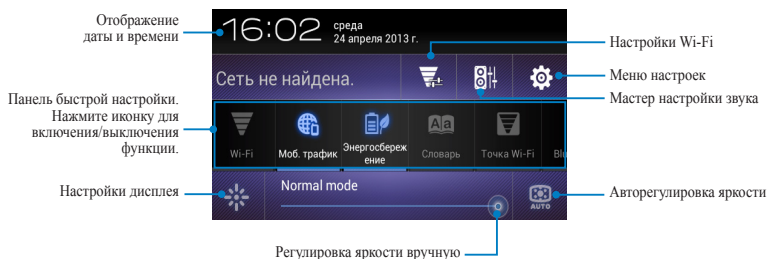 Отображение
даты и времени
16:02
среда
24 апреля 2013 г.
Настройки Wi-Fi
Сеть не найдена.
Меню настроек
Мастер настройки звука
Панель быстрой настройки.
Нажмите иконку для
включения/выключения
функции.
Wi-Fi
Моб. трафик
Энергосбереж
ение
Aa
Словарь
Точка Wi-Fi
Blu
Настройки дисплея
Normal mode
AUTO
Авторегулировка яркости
Регулировка яркости вручную